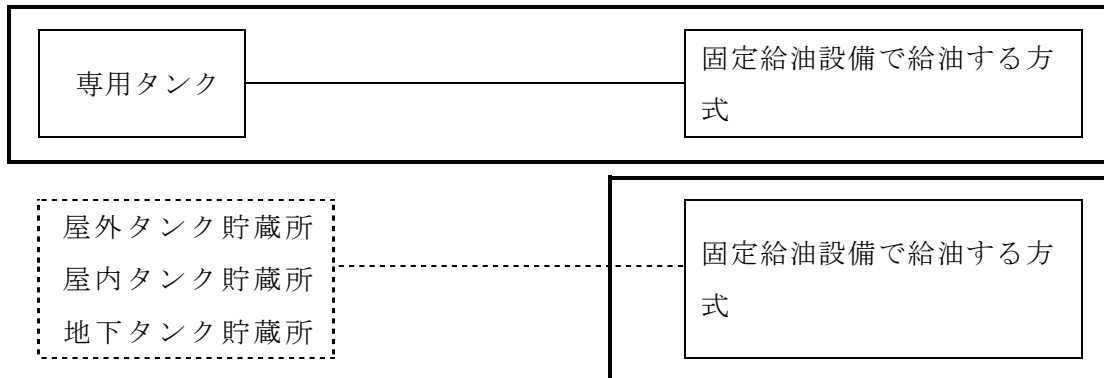 専用タンク
固定給油設備で給油する方
式
屋外タンク貯蔵所
屋内タンク貯蔵所
地下タンク貯蔵所
固定給油設備で給油する方
式